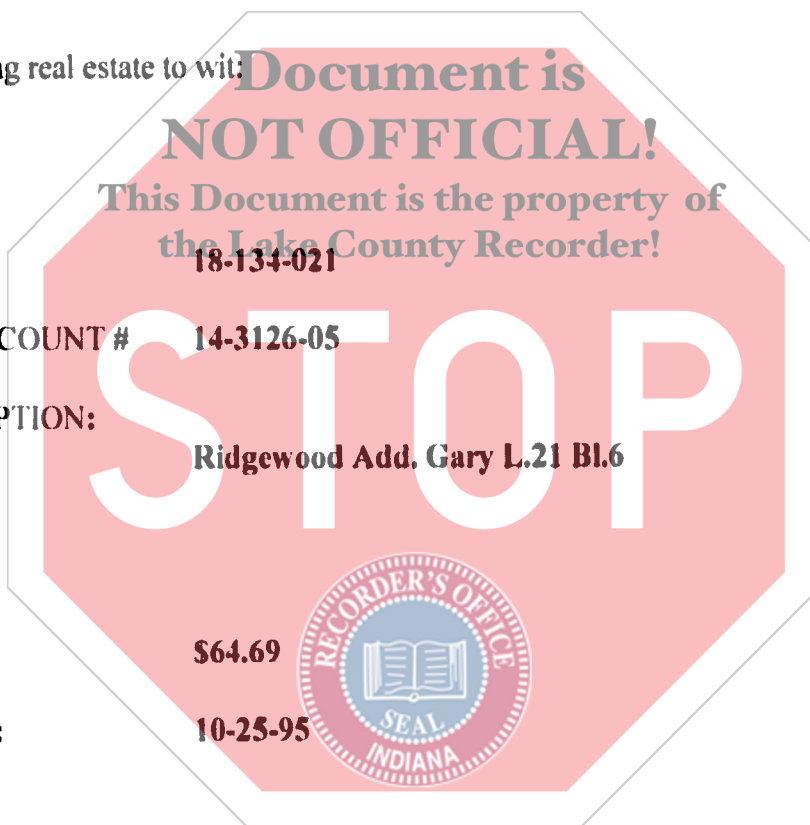 ng real estate to wit:
Document is
NOT OFFICIAL!
This Document is the property of
the Lake County Recorder!
18-134-021
COUNT # 14-3126-05
PTION:
STOP
Ridgewood Add, Gary L.21 Bl.6
$64.69
: 10-25-95
RECORDER'S OFFICE
SEAL
INDIANA